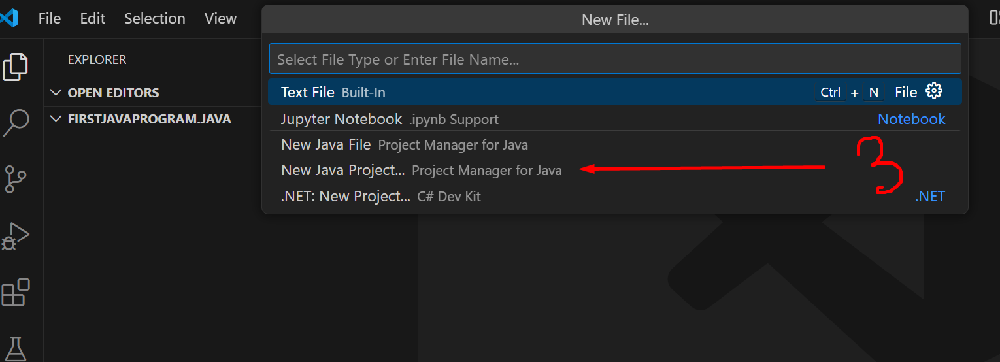 File Edit Selection View
New File...
EXPLORER
Select File Type or Enter File Name...
OPEN EDITORS
Text File Built-In Ctrl + N File
FIRSTJAVAPROGRAM.JAVA
Jupyter Notebook .ipynb Support Notebook
New Java File Project Manager for Java
New Java Project... Project Manager for Java
3
.NET: New Project... C# Dev Kit .NET